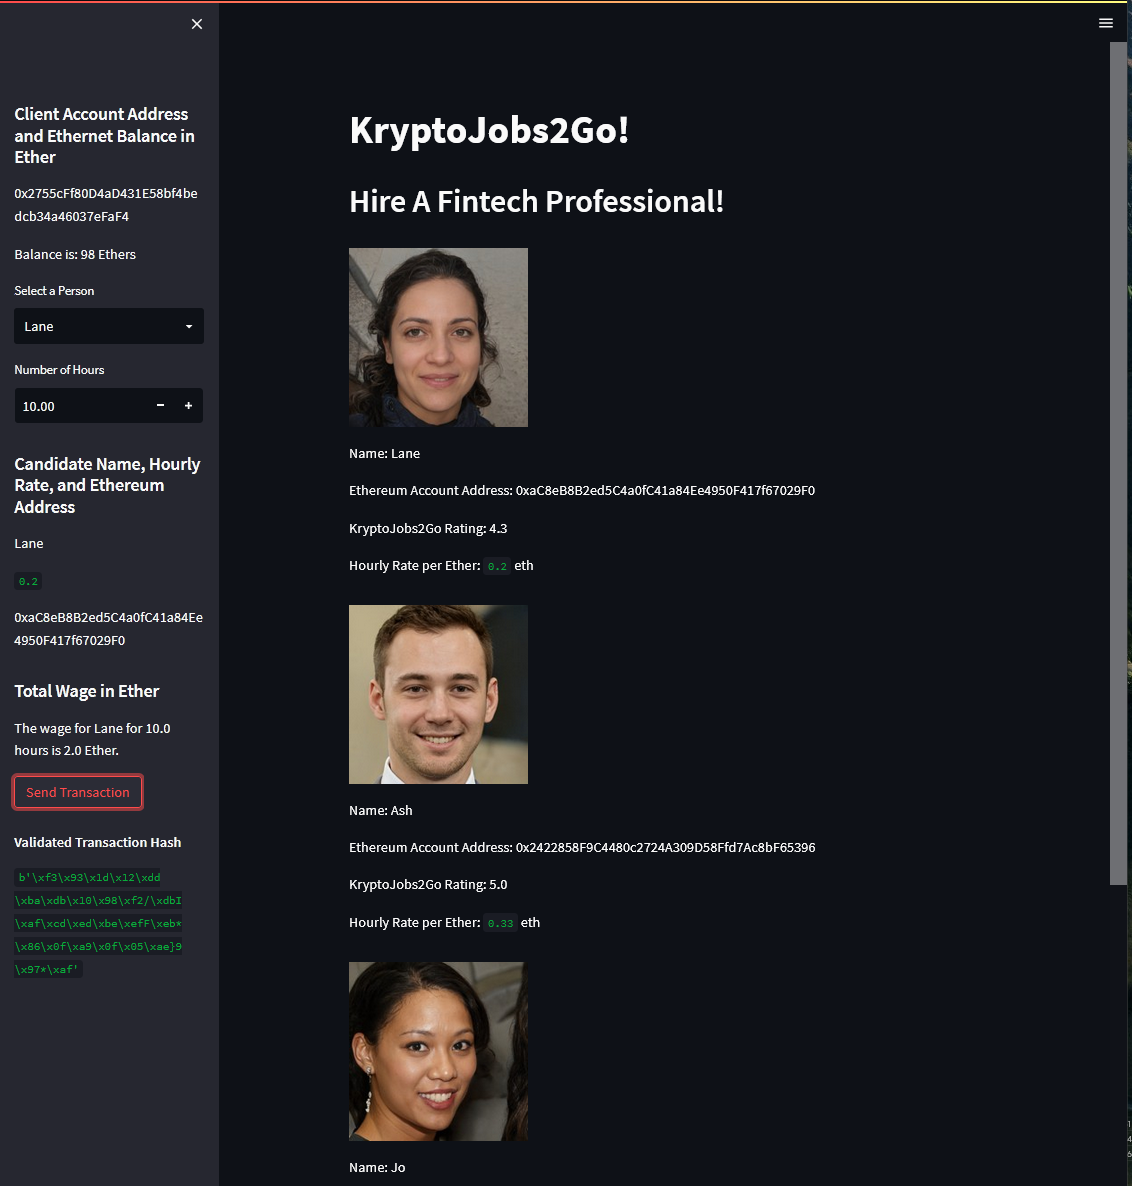 Client Account Address
and Ethernet Balance in
Ether
0x2755cFf80D4aD431E58bf4be
dcb34a46037eFaF4
Balance is: 98 Ethers
Select a Person
Lane
Number of Hours
10.00
Candidate Name, Hourly
Rate, and Ethereum
Address
Lane
0.2
0xaC8eB8B2ed5C4a0fC41a84Ee
4950F417f67029F0
Total Wage in Ether
The wage for Lane for 10.0
hours is 2.0 Ether.
Send Transaction
Validated Transaction Hash
b'\xf3\x93\x1d\x12\xdd
\xba\xdb\x10\x98\xf2/\xdbI
\xaf\xcd\xed\xbe\xefF\xeb*
\x86\x0f\xa9\x0f\x05\xae}9
\x97*\xaf'
KryptoJobs2Go!
Hire A Fintech Professional!
Name: Lane
Ethereum Account Address: 0xaC8eB8B2ed5C4a0fC41a84Ee4950F417f67029F0
KryptoJobs2Go Rating: 4.3
Hourly Rate per Ether: 0.2 eth
Name: Ash
Ethereum Account Address: 0x2422858F9C4480c2724A309D58Ffd7Ac8bF65396
KryptoJobs2Go Rating: 5.0
Hourly Rate per Ether: 0.33 eth
Name: Jo